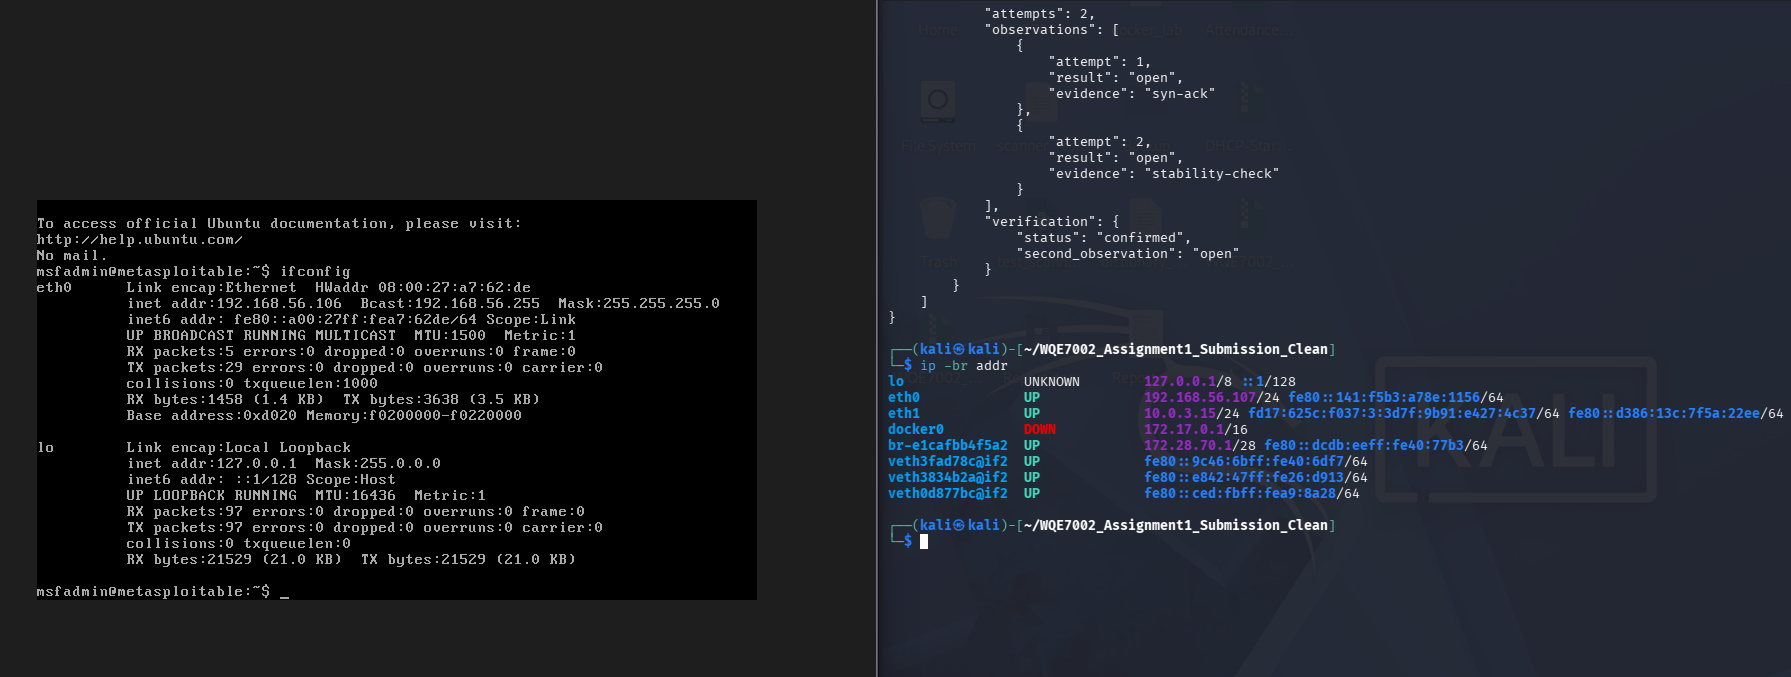 To access official Ubuntu documentation, please visit:
http://help.ubuntu.com/
No mail.
msfadmin@metasploitable:~$ ifconfig
eth0      Link encap:Ethernet  HWaddr 08:00:27:a7:62:de
          inet addr:192.168.56.106  Bcast:192.168.56.255  Mask:255.255.255.0
          inet6 addr: fe80::a00:27ff:fea7:62de/64 Scope:Link
          UP BROADCAST RUNNING MULTICAST  MTU:1500  Metric:1
          RX packets:5 errors:0 dropped:0 overruns:0 frame:0
          TX packets:29 errors:0 dropped:0 overruns:0 carrier:0
          collisions:0 txqueuelen:1000
          RX bytes:1458 (1.4 KB)  TX bytes:3638 (3.5 KB)
          Base address:0xd020 Memory:f0200000-f0220000
lo        Link encap:Local Loopback
          inet addr:127.0.0.1  Mask:255.0.0.0
          inet6 addr: ::1/128 Scope:Host
          UP LOOPBACK RUNNING  MTU:16436  Metric:1
          RX packets:97 errors:0 dropped:0 overruns:0 frame:0
          TX packets:97 errors:0 dropped:0 overruns:0 carrier:0
          collisions:0 txqueuelen:0
          RX bytes:21529 (21.0 KB)  TX bytes:21529 (21.0 KB)
msfadmin@metasploitable:~$ _
            "attempts": 2,
            "observations": [
                {
                    "attempt": 1,
                    "result": "open",
                    "evidence": "syn-ack"
                },
                {
                    "attempt": 2,
                    "result": "open",
                    "evidence": "stability-check"
                }
            ],
            "verification": {
                "status": "confirmed",
                "second_observation": "open"
            }
        }
    ]
}
┌──(kali㉿kali)-[~/WQE7002_Assignment1_Submission_Clean]
└─$ ip -br addr
lo               UNKNOWN        127.0.0.1/8 ::1/128
eth0             UP             192.168.56.107/24 fe80::141:f5b3:a78e:1156/64
eth1             UP             10.0.3.15/24 fd17:625c:f037:3:3d7f:9b91:e427:4c37/64 fe80::d386:13c:7f5a:22ee/64
docker0          DOWN           172.17.0.1/16
br-e1cafbb4f5a2  UP             172.28.70.1/28 fe80::dcdb:eeff:fe40:77b3/64
veth3fad78c@if2  UP             fe80::9c46:6bff:fe40:6df7/64
veth3834b2a@if2  UP             fe80::e842:47ff:fe26:d913/64
veth0d877bc@if2  UP             fe80::ced:fbff:fea9:8a28/64
┌──(kali㉿kali)-[~/WQE7002_Assignment1_Submission_Clean]
└─$
Home
File System
Trash
KALI